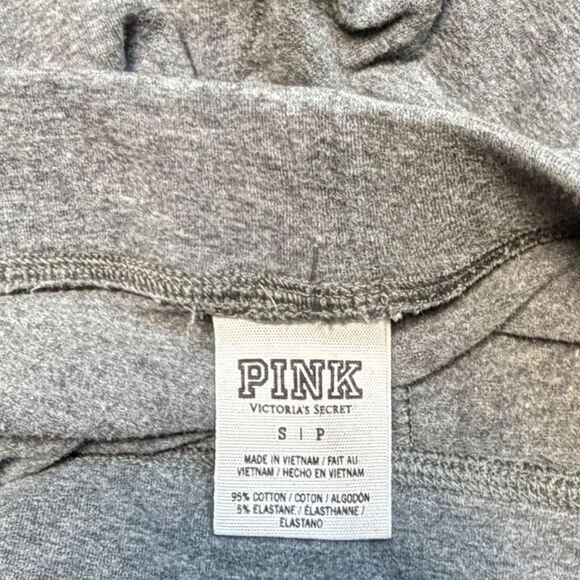 PINK
VICTORIA'S SECRET
S | P
MADE IN VIETNAM / FAIT AU
VIETNAM / HECHO EN VIETNAM
95% COTTON / COTON / ALGODÓN
5% ELASTANE / ÉLASTHANNE /
ELASTANO